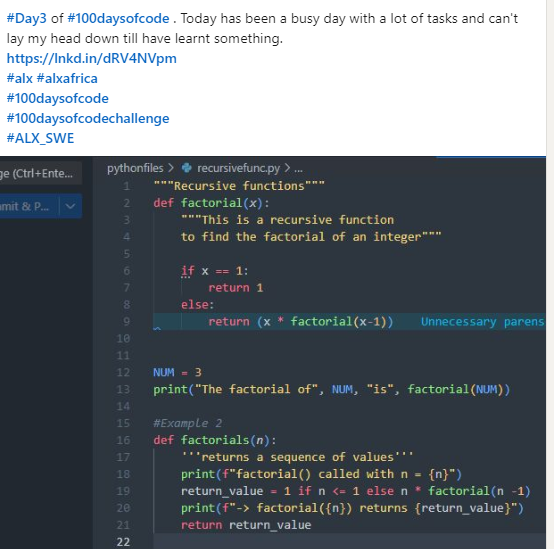 #Day3 of #100daysofcode . Today has been a busy day with a lot of tasks and can't
lay my head down till have learnt something.
https://lnkd.in/dRV4NVpm
#alx #alxafrica
#100daysofcode
#100daysofcodechallenge
#ALX_SWE
ge (Ctrl+Ente...
mit & P...
pythonfiles > recursivefunc.py > ...
1 """Recursive functions"""
2 def factorial(x):
3 """This is a recursive function
4 to find the factorial of an integer"""
5
6 if x == 1:
7 return 1
8 else:
9 return (x * factorial(x-1)) Unnecessary parens
10
11
12 NUM = 3
13 print("The factorial of", NUM, "is", factorial(NUM))
14
15 #Example 2
16 def factorials(n):
17 '''returns a sequence of values'''
18 print(f"factorial() called with n = {n}")
19 return_value = 1 if n <= 1 else n * factorial(n -1)
20 print(f"-> factorial({n}) returns {return_value}")
21 return return_value
22